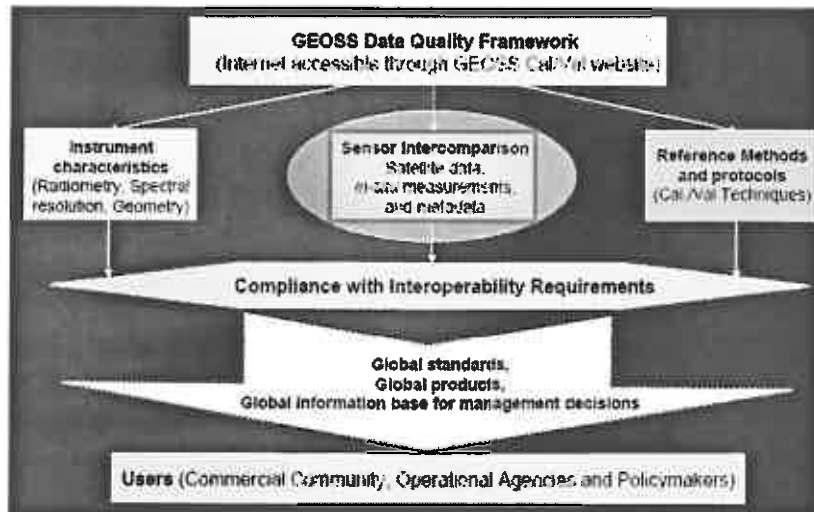 GEOSS Data Quality Framework
(Internet accessible through GEOSS Cal/Val website)
Instrument
characteristics
(Radiometry, Spectral
resolution, Geometry)
Sensor Intercomparison
Satellite data,
in-situ measurements,
and metadata
Reference Methods
and protocols
(Cal./Val Techniques)
Compliance with Interoperability Requirements
Global standards,
Global products,
Global information base for management decisions
Users (Commercial Community, Operational Agencies and Policymakers)